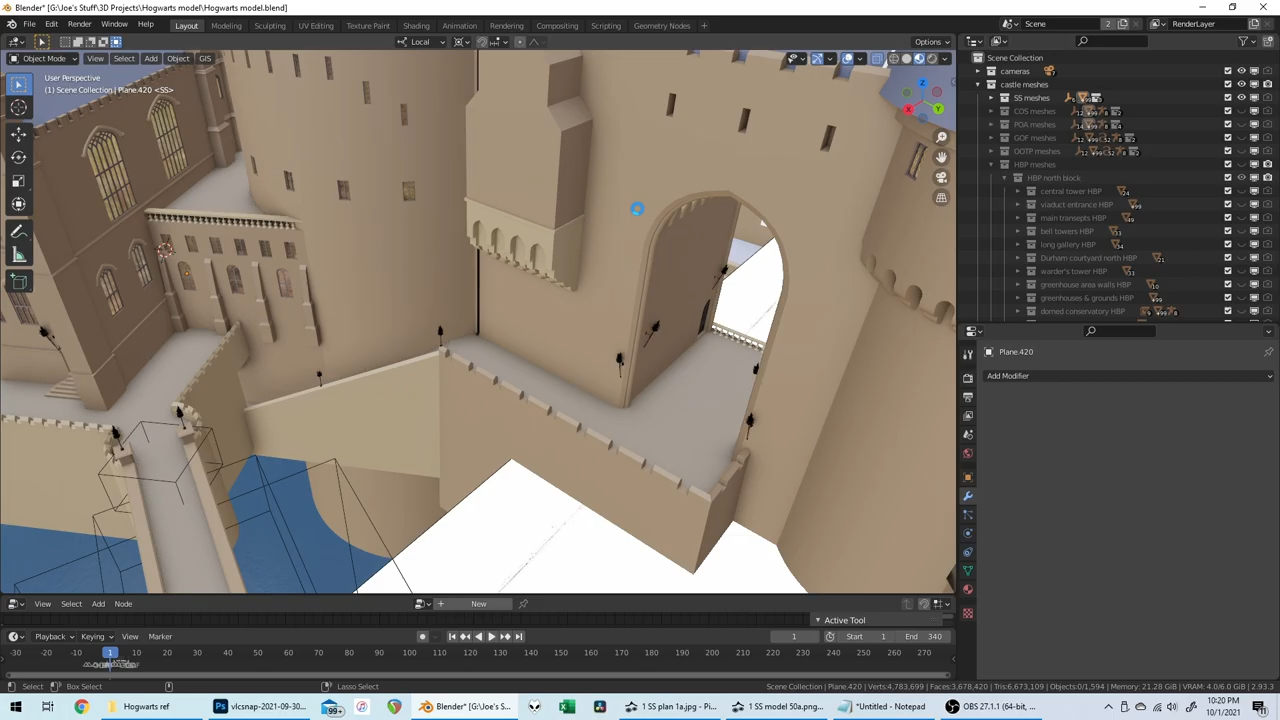 Blender* [G:\Joe's Stuff\3D Projects\Hogwarts model\Hogwarts model.blend]
File Edit Render Window Help Layout Modeling Sculpting UV Editing Texture Paint Shading Animation Rendering Compositing Scripting Geometry Nodes + Scene 2 RenderLayer
Local Options
Object Mode View Select Add Object GIS
User Perspective
(1) Scene Collection | Plane.420 <SS>
Z
X Y
Scene Collection
cameras
castle meshes
SS meshes
COS meshes
POA meshes
GOF meshes
OOTP meshes
HBP meshes
HBP north block
central tower HBP
viaduct entrance HBP
main transepts HBP
bell towers HBP
long gallery HBP
Durham courtyard north HBP
warder's tower HBP
greenhouse area walls HBP
greenhouses & grounds HBP
domed conservatory HBP
Plane.420
Add Modifier
View Select Add Node + New
Active Tool
Playback Keying View Marker 1 Start 1 End 340
-30 -20 -10 1 10 20 30 40 50 60 70 80 90 100 110 120 130 140 150 160 170 180 190 200 210 220 230 240 250 260 270
Select Box Select Lasso Select Scene Collection | Plane.420 | Verts:4,783,699 | Faces:3,678,420 | Tris:6,673,109 | Objects:0/1,594 | Memory: 21.28 GiB | VRAM: 4.0/6.0 GiB | 2.93.3
Hogwarts ref vlcsnap-2021-09-30... 99+ Blender* [G:\Joe's S... 1 SS plan 1a.jpg - Pi... 1 SS model 50a.png... *Untitled - Notepad OBS 27.1.1 (64-bit, ... 10:20 PM
10/1/2021